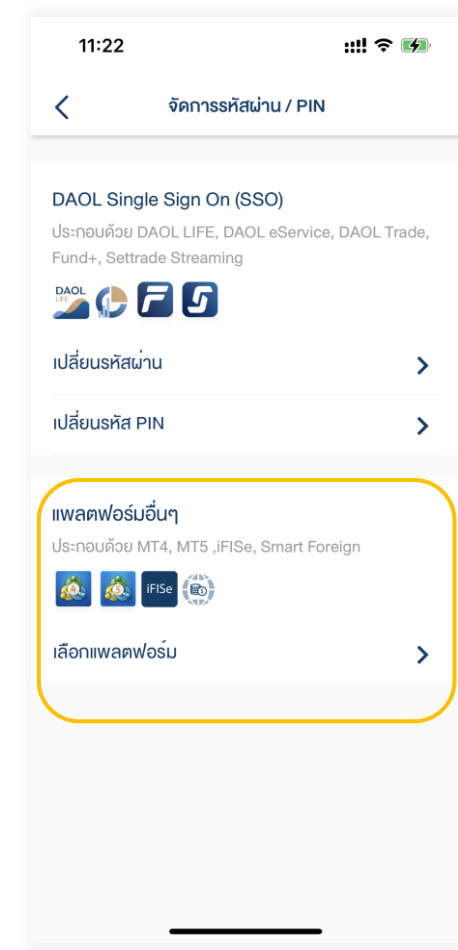 11:22
จัดการรหัสผ่าน / PIN
DAOL Single Sign On (SSO)
ประกอบด้วย DAOL LIFE, DAOL eService, DAOL Trade,
Fund+, Settrade Streaming
DAOL
LIFE
เปลี่ยนรหัสผ่าน
เปลี่ยนรหัส PIN
แพลตฟอร์มอื่นๆ
ประกอบด้วย MT4, MT5 ,iFISe, Smart Foreign
4 5 iFISe
เลือกแพลตฟอร์ม